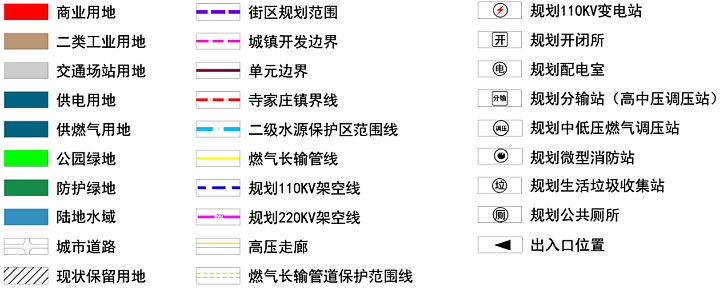 商业用地
二类工业用地
交通场站用地
供电用地
供燃气用地
公园绿地
防护绿地
陆地水域
城市道路
现状保留用地
街区规划范围
城镇开发边界
单元边界
寺家庄镇界线
二级水源保护区范围线
燃气长输管线
规划110KV架空线
220 规划220KV架空线
高压走廊
燃气长输管道保护范围线
规划110KV变电站
开 规划开闭所
电 规划配电室
分输 规划分输站（高中压调压站）
调压 规划中低压燃气调压站
规划微型消防站
垃 规划生活垃圾收集站
厕 规划公共厕所
出入口位置